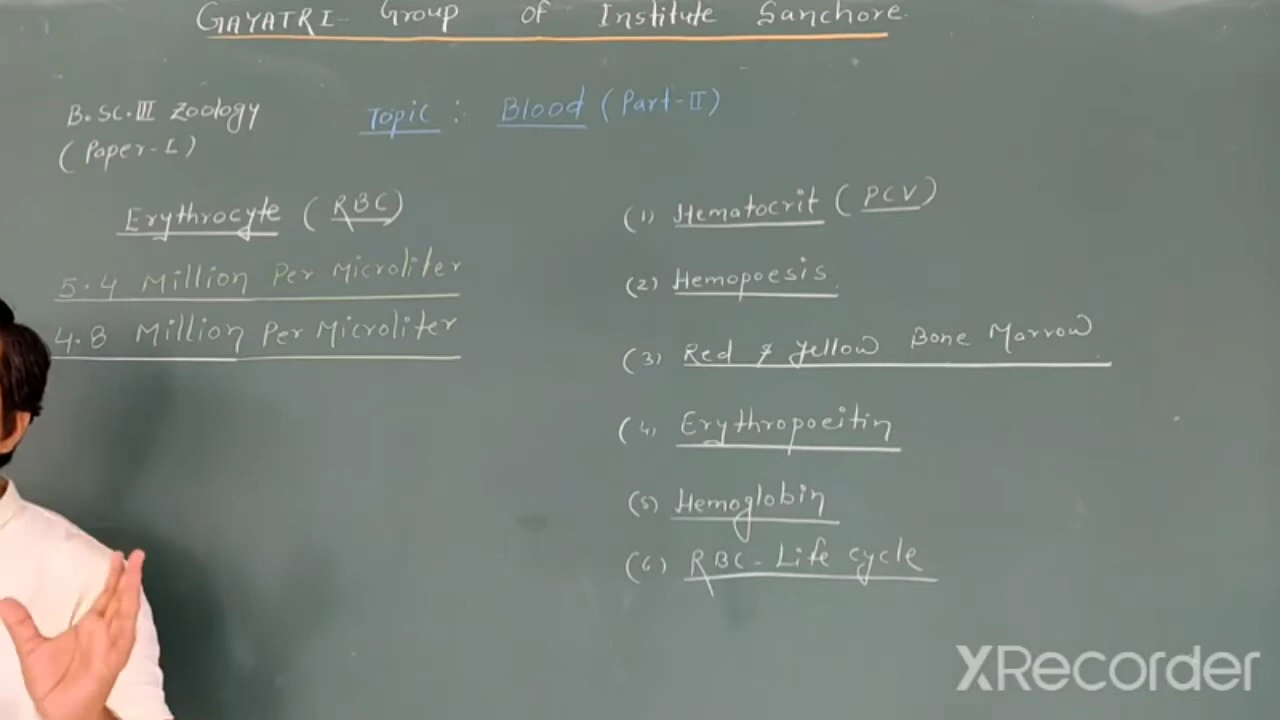 GAYATRI- Group of Institute Sanchore.
B.Sc.III Zoology
(Paper-I)
Topic : Blood (Part-II)
Erythrocyte (RBC)
5.4 Million Per Microliter
4.8 Million Per Microliter
(1) Hematocrit (PCV)
(2) Hemopoesis.
(3) Red & Yellow Bone Marrow
(4) Erythropoeitin
(5) Hemoglobin
(6) RBC - Life cycle
XRecorder